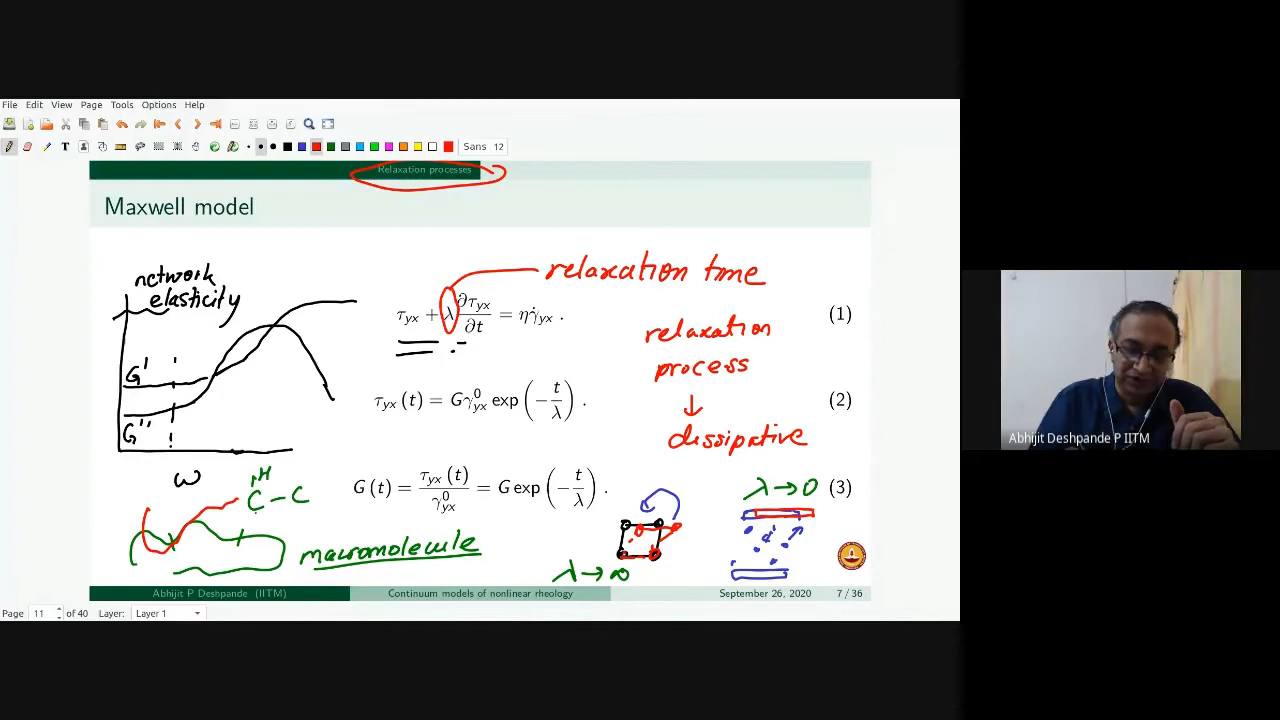 File Edit View Page Tools Options Help
Sans 12
Relaxation processes
Maxwell model
network
elasticity
relaxation time
τyx + λ ∂τyx/∂t = ηγ̇yx . (1)
relaxation
process
↓
dissipative
G'
G''
ω
τyx (t) = Gγ⁰yx exp (−t/λ) . (2)
G (t) = τyx (t)/γ⁰yx = G exp (−t/λ) . (3)
H
C – C
macromolecule
λ → ∞
λ → 0
Abhijit P Deshpande (IITM) Continuum models of nonlinear rheology September 26, 2020 7 / 36
Page 11 of 40 Layer: Layer 1
Abhijit Deshpande P IITM